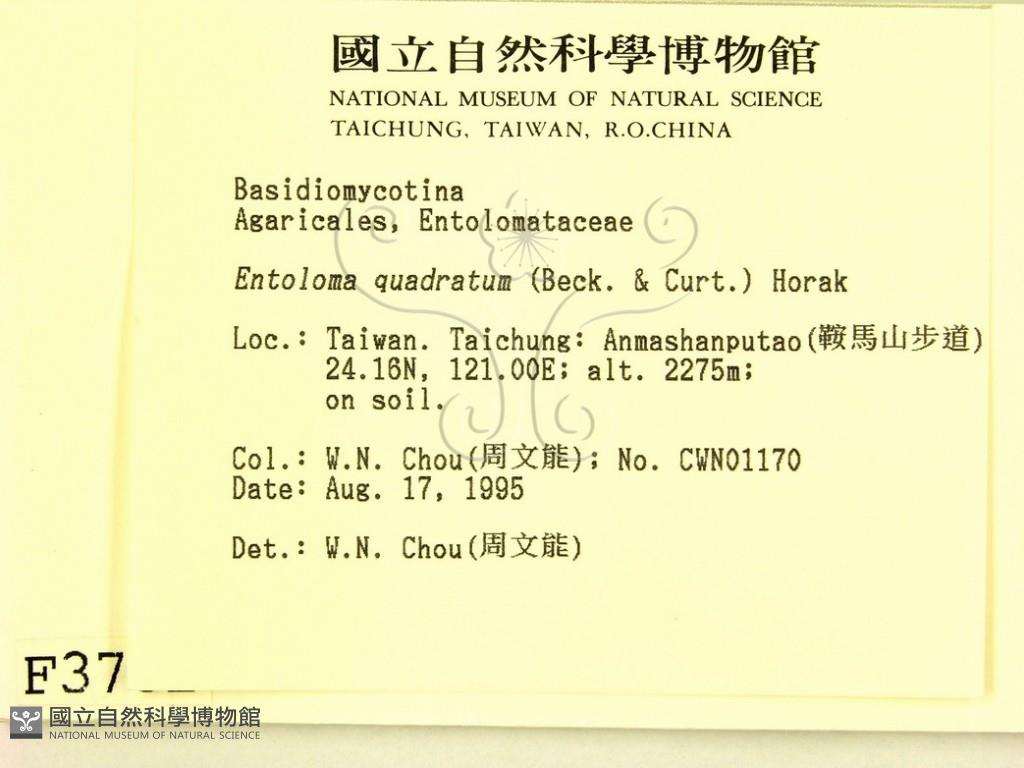 國立自然科學博物館
NATIONAL MUSEUM OF NATURAL SCIENCE
TAICHUNG, TAIWAN, R.O.CHINA
Basidiomycotina
Agaricales, Entolomataceae
Entoloma quadratum (Beck. & Curt.) Horak
Loc.: Taiwan. Taichung: Anmashanputao(鞍馬山步道)
24.16N, 121.00E; alt. 2275m;
on soil.
Col.: W.N. Chou(周文能); No. CWN01170
Date: Aug. 17, 1995
Det.: W.N. Chou(周文能)
國立自然科學博物館
NATIONAL MUSEUM OF NATURAL SCIENCE